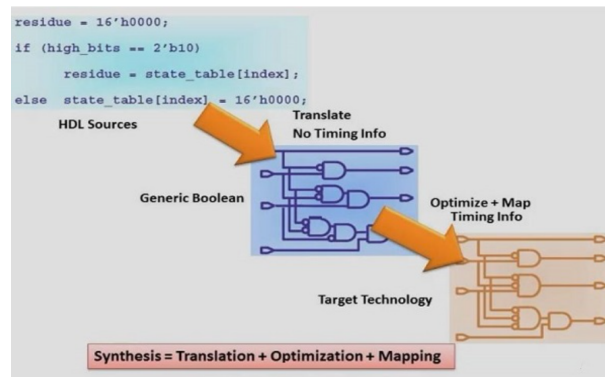 residue = 16'h0000;
if (high_bits == 2'b10)
residue = state_table[index];
else state_table[index] = 16'h0000;
HDL Sources
Translate
No Timing Info
Generic Boolean
Optimize + Map
Timing Info
Target Technology
Synthesis = Translation + Optimization + Mapping